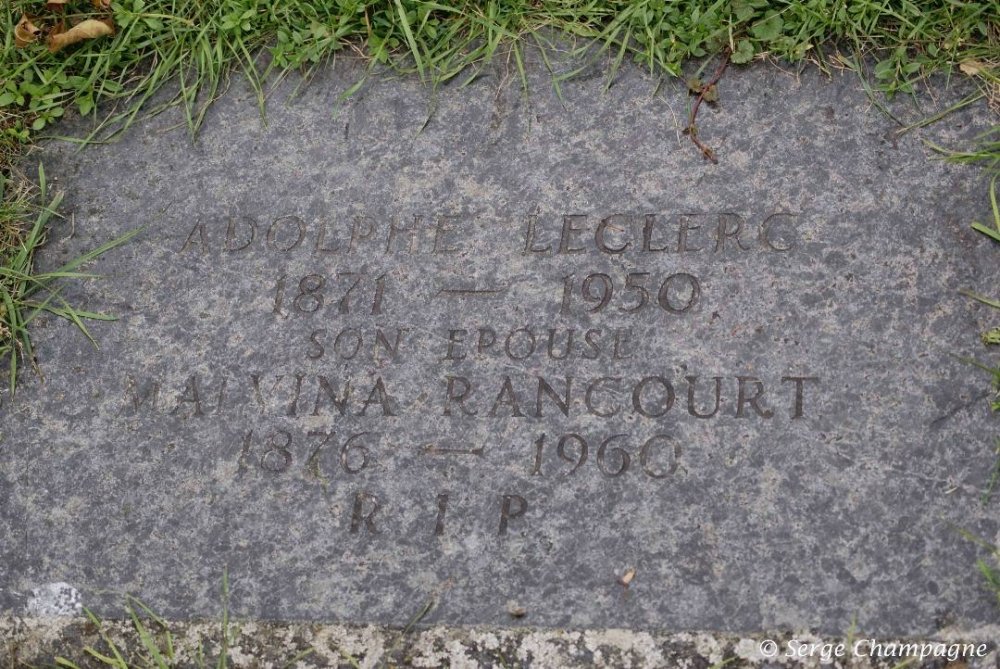 ADOLPHE LECLERC
1871 — 1950
SON EPOUSE
MALVINA RANCOURT
1876 — 1960
R I P
© Serge Champagne